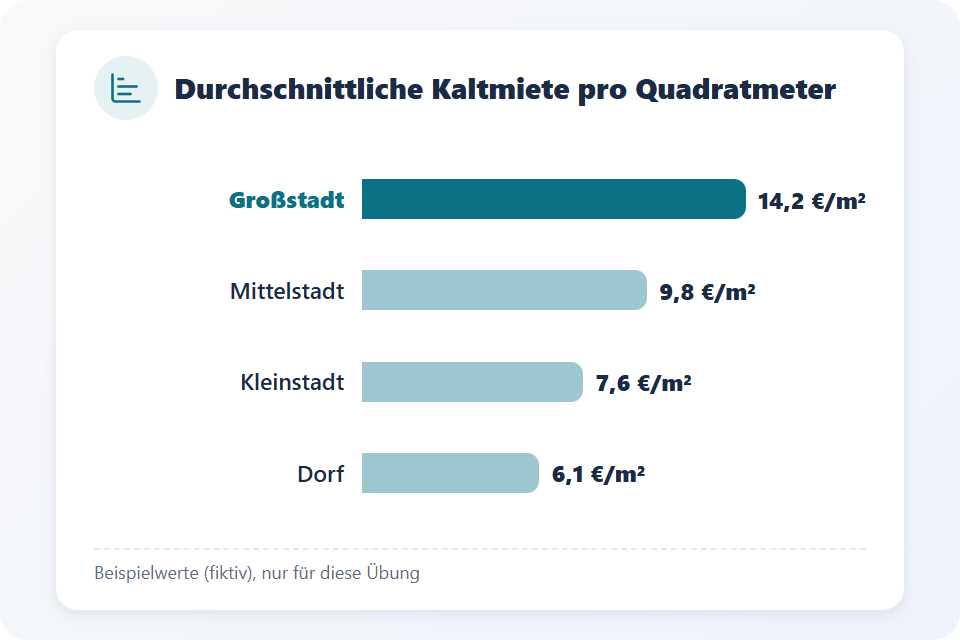 Durchschnittliche Kaltmiete pro Quadratmeter
Großstadt 14,2 €/m²
Mittelstadt 9,8 €/m²
Kleinstadt 7,6 €/m²
Dorf 6,1 €/m²
Beispielwerte (fiktiv), nur für diese Übung